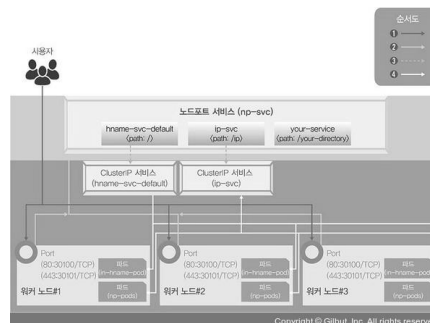 순서도
1
2
3
4
사용자
노드포트 서비스 (np-svc)
hname-svc-default
(path: /)
ip-svc
(path: /ip)
your-service
(path: /your-directory)
ClusterIP 서비스
(hname-svc-default)
ClusterIP 서비스
(ip-svc)
Port
(80:30100/TCP)
(443:30101/TCP)
파드
(in-hname-pod)
파드
(np-pods)
워커 노드#1
Port
(80:30100/TCP)
(443:30101/TCP)
파드
(in-hname-pod)
파드
(np-pods)
워커 노드#2
Port
(80:30100/TCP)
(443:30101/TCP)
파드
(in-hname-pod)
파드
(np-pods)
워커 노드#3
Copyright © Gilbut, Inc. All rights reserve